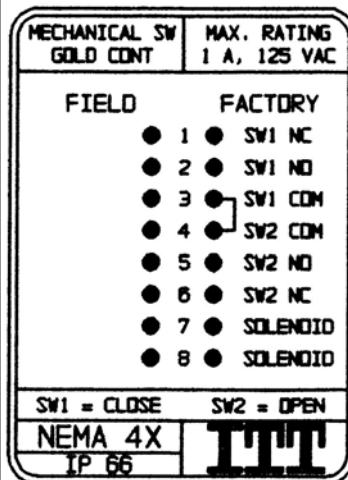 MECHANICAL SW
GOLD CONT
MAX. RATING
1 A, 125 VAC
FIELD FACTORY
1 SW1 NC
2 SW1 NO
3 SW1 COM
4 SW2 COM
5 SW2 NO
6 SW2 NC
7 SOLENOID
8 SOLENOID
SW1 = CLOSE SW2 = OPEN
NEMA 4X
IP 66
ITT